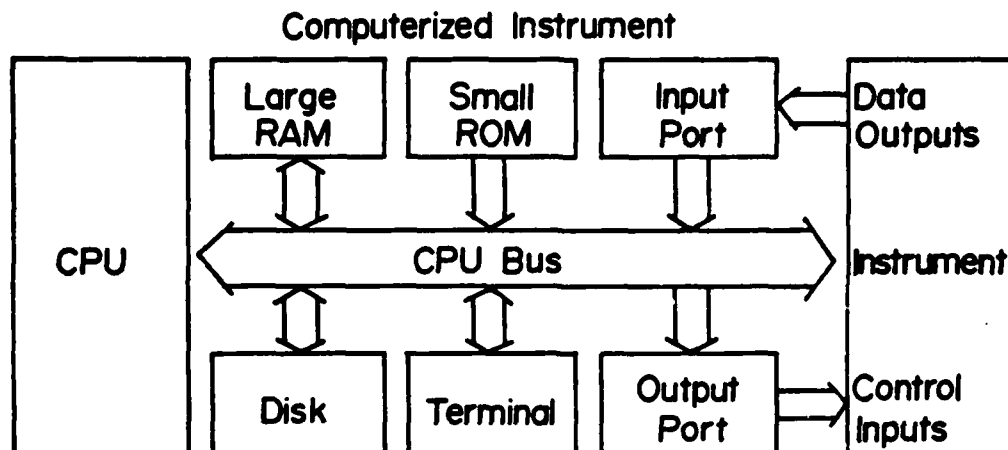 Computerized Instrument
Large
RAM
Small
ROM
Input
Port
Data
Outputs
CPU
CPU Bus
Instrument
Disk
Terminal
Output
Port
Control
Inputs